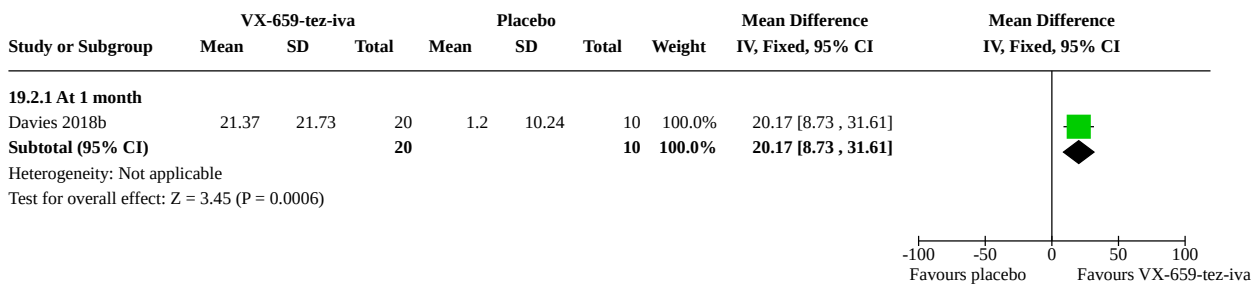 VX-659-tez-iva Placebo Mean Difference Mean Difference
Study or Subgroup Mean SD Total Mean SD Total Weight IV, Fixed, 95% CI IV, Fixed, 95% CI
19.2.1 At 1 month
Davies 2018b 21.37 21.73 20 1.2 10.24 10 100.0% 20.17 [8.73 , 31.61]
Subtotal (95% CI) 20 10 100.0% 20.17 [8.73 , 31.61]
Heterogeneity: Not applicable
Test for overall effect: Z = 3.45 (P = 0.0006)
-100 -50 0 50 100
Favours placebo Favours VX-659-tez-iva